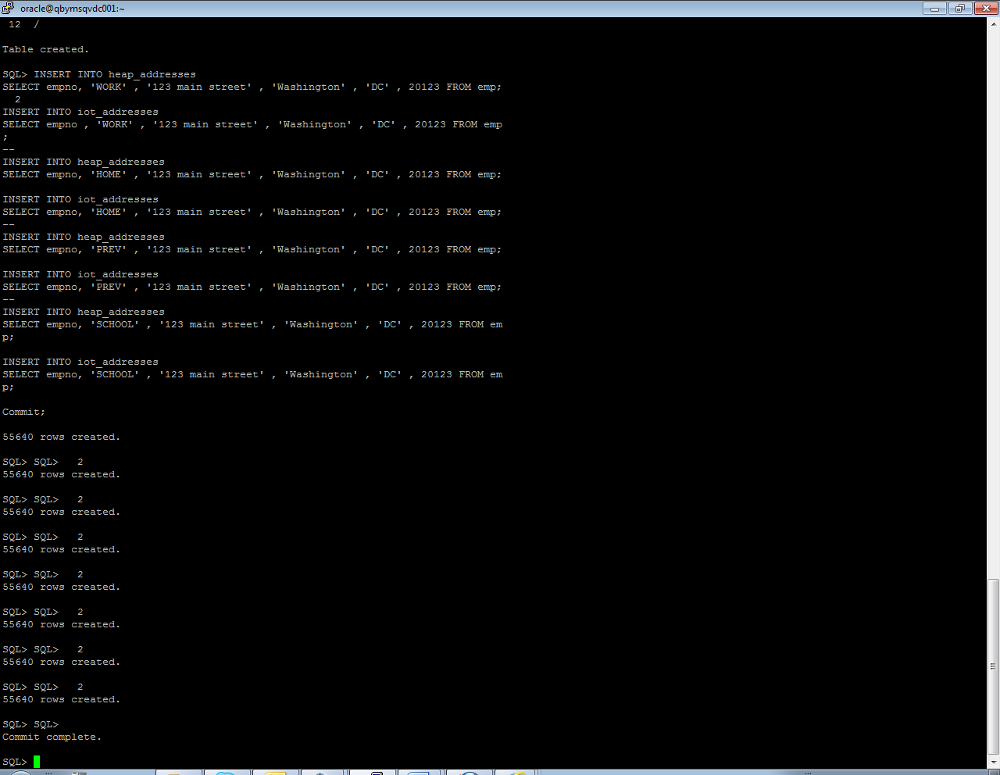 oracle@qbymsqvdc001:~
 12  /
Table created.
SQL> INSERT INTO heap_addresses
SELECT empno, 'WORK' , '123 main street' , 'Washington' , 'DC' , 20123 FROM emp;
  2
INSERT INTO iot_addresses
SELECT empno , 'WORK' , '123 main street' , 'Washington' , 'DC' , 20123 FROM emp
;
--
INSERT INTO heap_addresses
SELECT empno, 'HOME' , '123 main street' , 'Washington' , 'DC' , 20123 FROM emp;
INSERT INTO iot_addresses
SELECT empno, 'HOME' , '123 main street' , 'Washington' , 'DC' , 20123 FROM emp;
--
INSERT INTO heap_addresses
SELECT empno, 'PREV' , '123 main street' , 'Washington' , 'DC' , 20123 FROM emp;
INSERT INTO iot_addresses
SELECT empno, 'PREV' , '123 main street' , 'Washington' , 'DC' , 20123 FROM emp;
--
INSERT INTO heap_addresses
SELECT empno, 'SCHOOL' , '123 main street' , 'Washington' , 'DC' , 20123 FROM em
p;
INSERT INTO iot_addresses
SELECT empno, 'SCHOOL' , '123 main street' , 'Washington' , 'DC' , 20123 FROM em
p;
Commit;
55640 rows created.
SQL> SQL>   2
55640 rows created.
SQL> SQL>   2
55640 rows created.
SQL> SQL>   2
55640 rows created.
SQL> SQL>   2
55640 rows created.
SQL> SQL>   2
55640 rows created.
SQL> SQL>   2
55640 rows created.
SQL> SQL>   2
55640 rows created.
SQL> SQL>
Commit complete.
SQL>